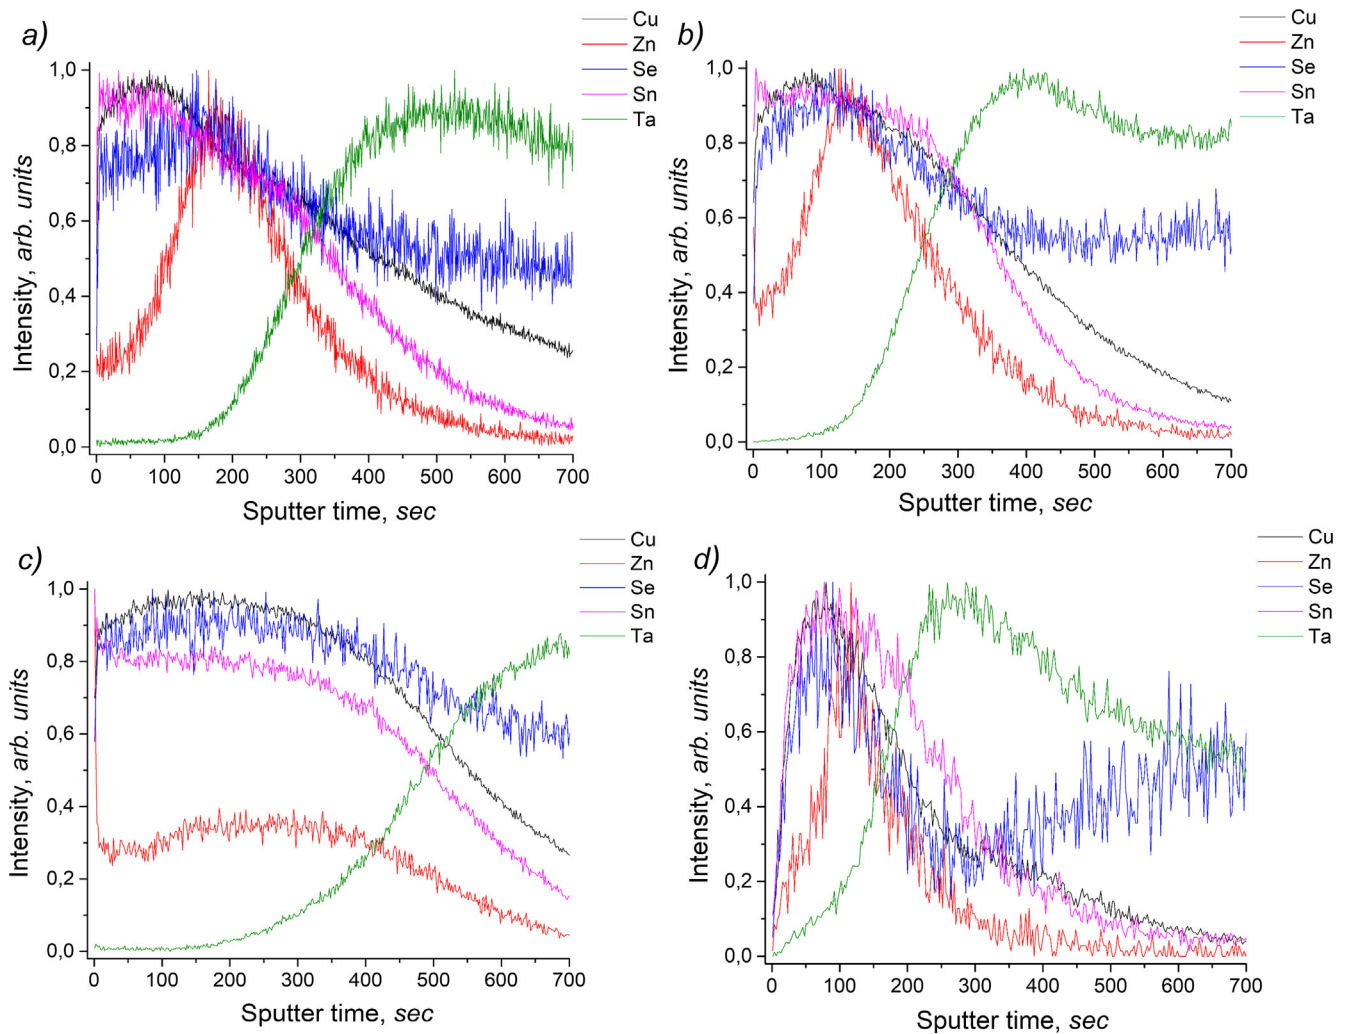 a)
Cu
Zn
Se
Sn
Ta
1,0
0,8
0,6
0,4
0,2
0,0
Intensity, arb. units
0 100 200 300 400 500 600 700
Sputter time, sec
b)
Cu
Zn
Se
Sn
Ta
1,0
0,8
0,6
0,4
0,2
0,0
Intensity, arb. units
0 100 200 300 400 500 600 700
Sputter time, sec
c)
Cu
Zn
Se
Sn
Ta
1,0
0,8
0,6
0,4
0,2
0,0
Intensity, arb. units
0 100 200 300 400 500 600 700
Sputter time, sec
d)
Cu
Zn
Se
Sn
Ta
1,0
0,8
0,6
0,4
0,2
0,0
Intensity, arb. units
0 100 200 300 400 500 600 700
Sputter time, sec